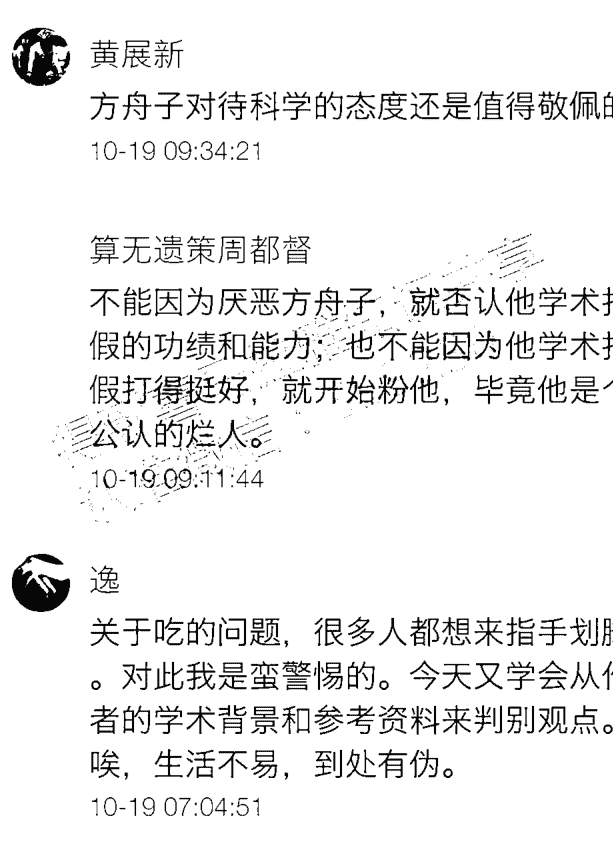 黄展新
方舟子对待科学的态度还是值得敬佩的
10-19 09:34:21
算无遗策周都督
不能因为厌恶方舟子，就否认他学术打
假的功绩和能力；也不能因为他学术打
假打得挺好，就开始粉他，毕竟他是个
公认的烂人。
10-19 09:11:44
逸
关于吃的问题，很多人都想来指手划脚
。对此我是蛮警惕的。今天又学会从作
者的学术背景和参考资料来判别观点。
唉，生活不易，到处有伪。
10-19 07:04:51